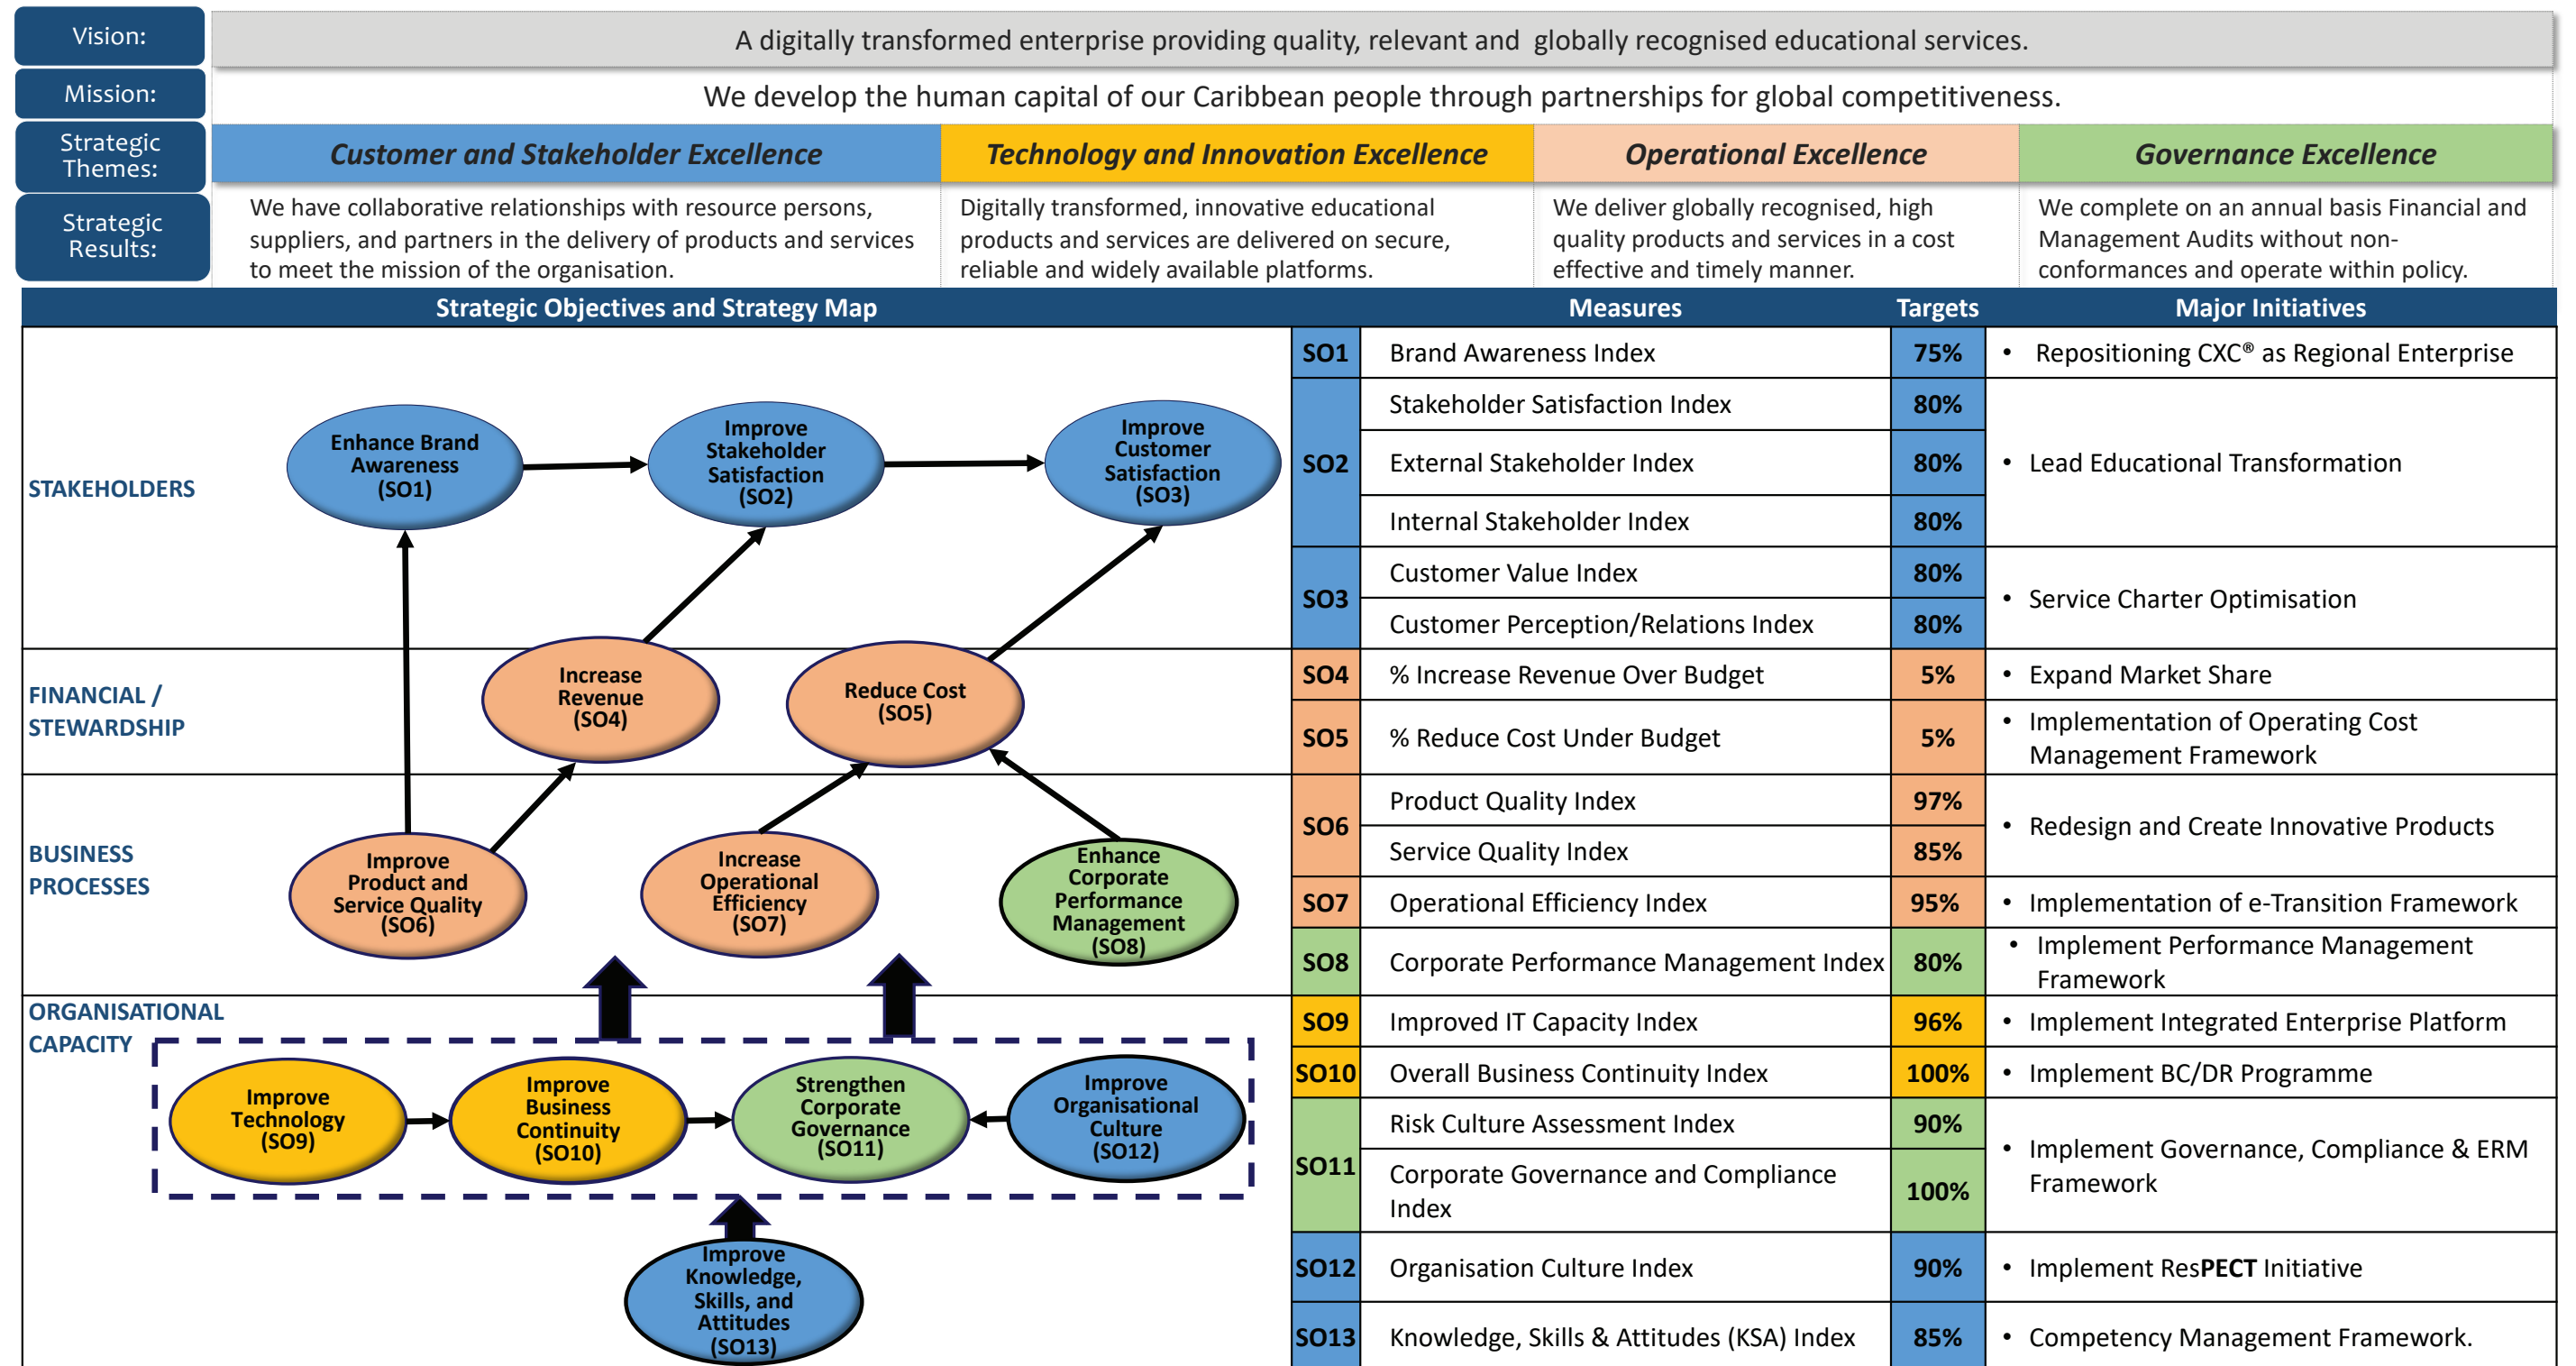 Vision:
A digitally transformed enterprise providing quality, relevant and globally recognised educational services.
Mission:
We develop the human capital of our Caribbean people through partnerships for global competitiveness.
Strategic
Themes:
Customer and Stakeholder Excellence
Technology and Innovation Excellence
Operational Excellence
Governance Excellence
Strategic
Results:
We have collaborative relationships with resource persons,
suppliers, and partners in the delivery of products and services
to meet the mission of the organisation.
Digitally transformed, innovative educational
products and services are delivered on secure,
reliable and widely available platforms.
We deliver globally recognised, high
quality products and services in a cost
effective and timely manner.
We complete on an annual basis Financial and
Management Audits without non-
conformances and operate within policy.
Strategic Objectives and Strategy Map
Measures
Targets
Major Initiatives
STAKEHOLDERS
Enhance Brand
Awareness
(SO1)
Improve
Stakeholder
Satisfaction
(SO2)
Improve
Customer
Satisfaction
(SO3)
FINANCIAL /
STEWARDSHIP
Increase
Revenue
(SO4)
Reduce Cost
(SO5)
BUSINESS
PROCESSES
Improve
Product and
Service Quality
(SO6)
Increase
Operational
Efficiency
(SO7)
Enhance
Corporate
Performance
Management
(SO8)
ORGANISATIONAL
CAPACITY
Improve
Technology
(SO9)
Improve
Business
Continuity
(SO10)
Strengthen
Corporate
Governance
(SO11)
Improve
Organisational
Culture
(SO12)
Improve
Knowledge,
Skills, and
Attitudes
(SO13)
SO1 Brand Awareness Index 75% • Repositioning CXC® as Regional Enterprise
SO2
Stakeholder Satisfaction Index 80%
External Stakeholder Index 80%
Internal Stakeholder Index 80%
• Lead Educational Transformation
SO3
Customer Value Index 80%
Customer Perception/Relations Index 80%
• Service Charter Optimisation
SO4 % Increase Revenue Over Budget 5% • Expand Market Share
SO5 % Reduce Cost Under Budget 5% • Implementation of Operating Cost
Management Framework
SO6
Product Quality Index 97%
Service Quality Index 85%
• Redesign and Create Innovative Products
SO7 Operational Efficiency Index 95% • Implementation of e-Transition Framework
SO8 Corporate Performance Management Index 80% • Implement Performance Management
Framework
SO9 Improved IT Capacity Index 96% • Implement Integrated Enterprise Platform
SO10 Overall Business Continuity Index 100% • Implement BC/DR Programme
SO11
Risk Culture Assessment Index 90%
Corporate Governance and Compliance
Index
100%
• Implement Governance, Compliance & ERM
Framework
SO12 Organisation Culture Index 90% • Implement ResPECT Initiative
SO13 Knowledge, Skills & Attitudes (KSA) Index 85% • Competency Management Framework.